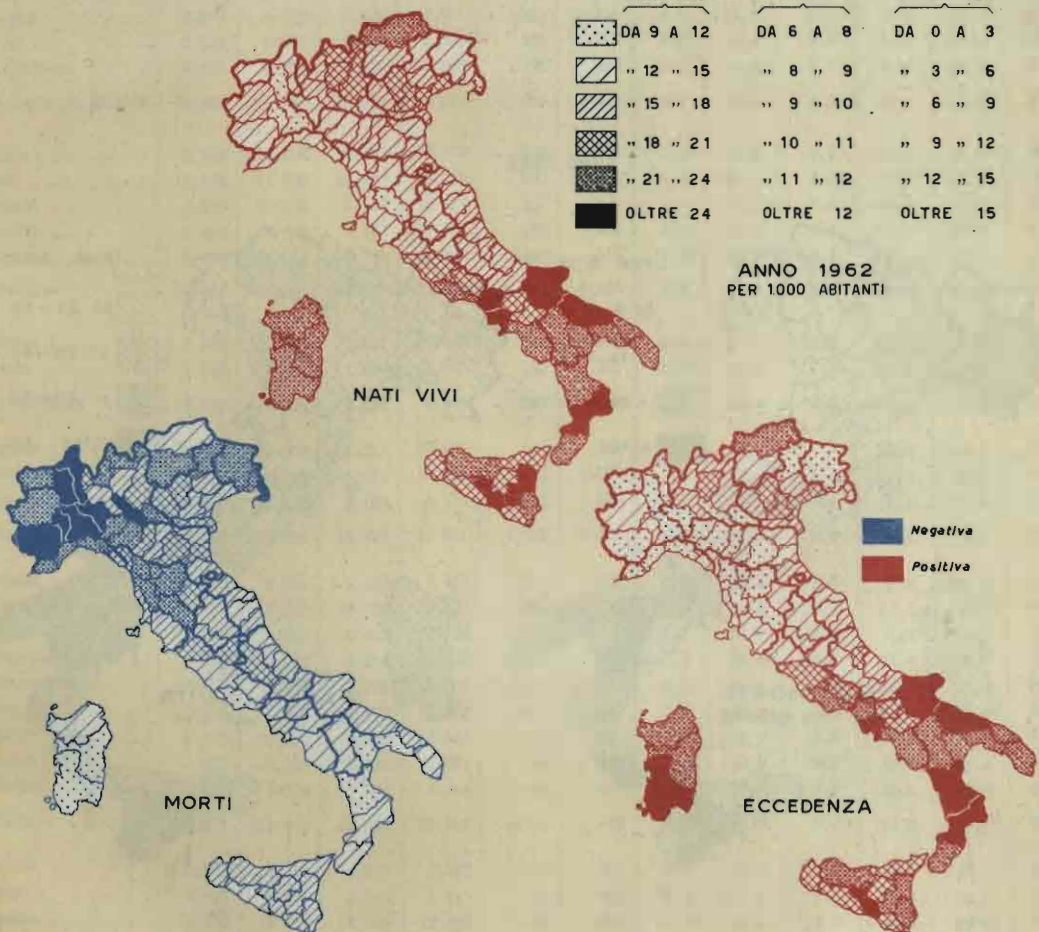 DA 9 A 12 DA 6 A 8 DA 0 A 3
„ 12 „ 15 „ 8 „ 9 „ 3 „ 6
„ 15 „ 18 „ 9 „ 10 „ 6 „ 9
„ 18 „ 21 „ 10 „ 11 „ 9 „ 12
„ 21 „ 24 „ 11 „ 12 „ 12 „ 15
OLTRE 24 OLTRE 12 OLTRE 15
ANNO 1962
PER 1.000 ABITANTI
NATI VIVI
Negativa
Positiva
MORTI
ECCEDENZA